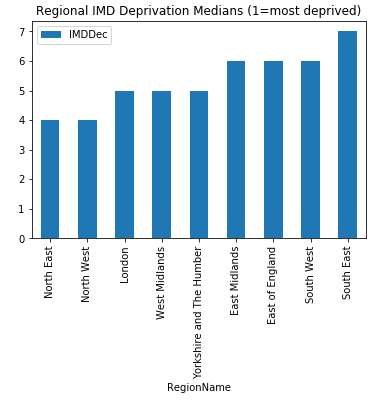 Regional IMD Deprivation Medians (1=most deprived)
IMDDec
7
6
5
4
3
2
1
0
North East
North West
London
West Midlands
Yorkshire and The Humber
East Midlands
East of England
South West
South East
RegionName